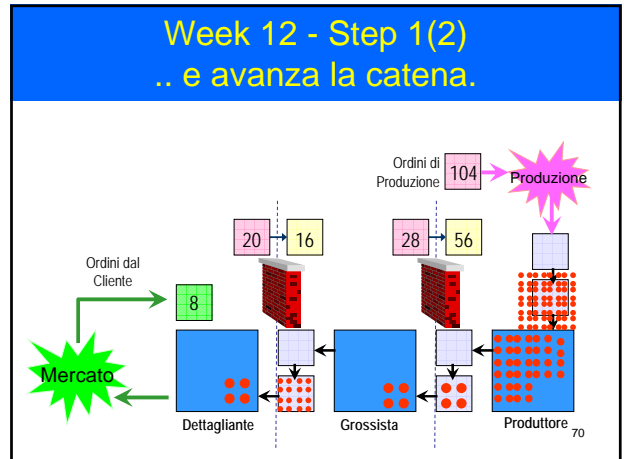 Week 12 - Step 1(2)
.. e avanza la catena.
Ordini di
Produzione
104
Produzione
20
16
28
56
Ordini dal
Cliente
8
Mercato
Dettagliante
Grossista
Produttore
70